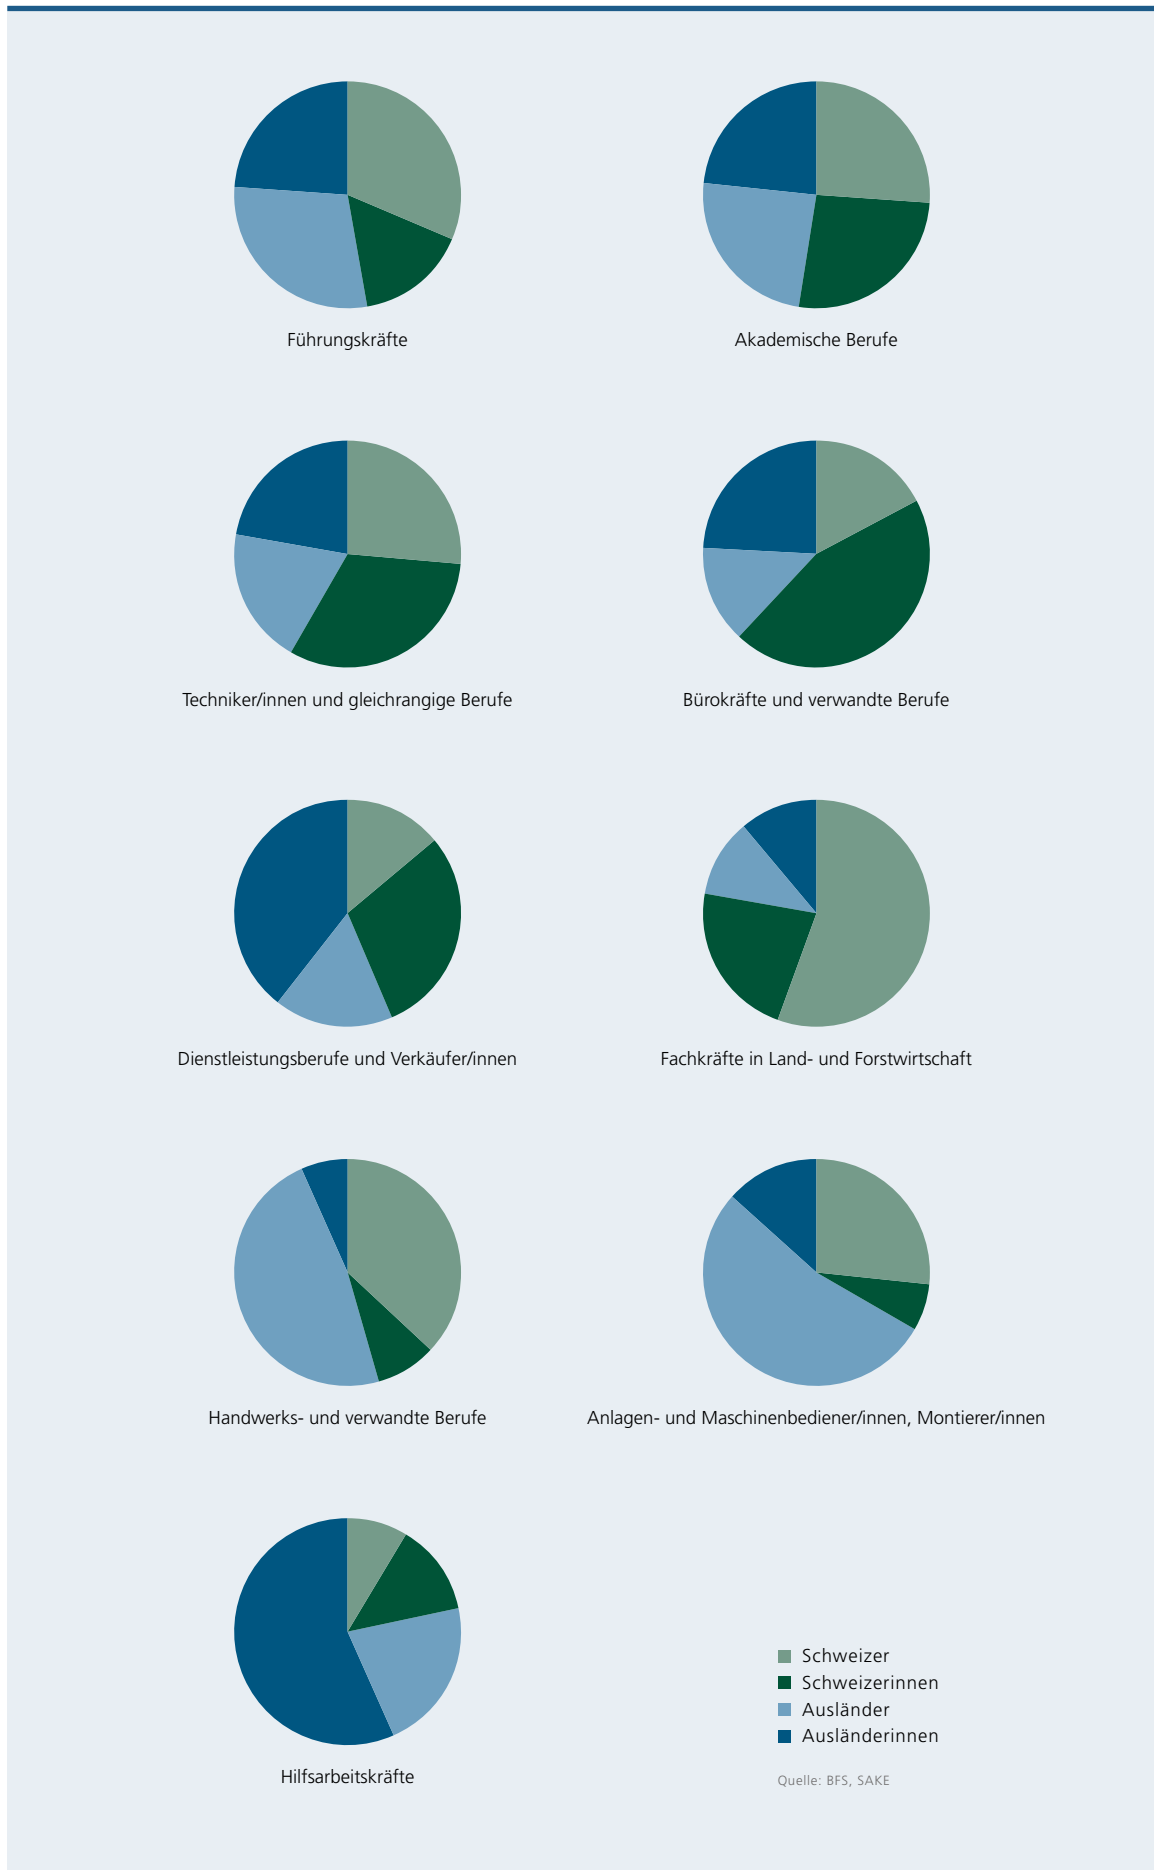 Führungskräfte
Akademische Berufe
Techniker/innen und gleichrangige Berufe
Bürokräfte und verwandte Berufe
Dienstleistungsberufe und Verkäufer/innen
Fachkräfte in Land- und Forstwirtschaft
Handwerks- und verwandte Berufe
Anlagen- und Maschinenbediener/innen, Montierer/innen
Hilfsarbeitskräfte
Schweizer
Schweizerinnen
Ausländer
Ausländerinnen
Quelle: BFS, SAKE